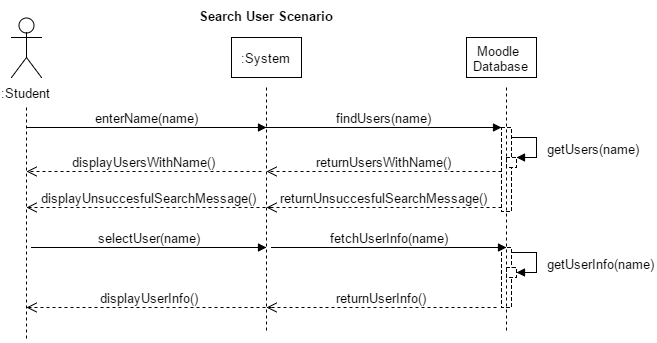 Search User Scenario
:Student
:System
Moodle
Database
enterName(name)
findUsers(name)
getUsers(name)
displayUsersWithName()
returnUsersWithName()
displayUnsuccesfulSearchMessage()
returnUnsuccesfulSearchMessage()
selectUser(name)
fetchUserInfo(name)
getUserInfo(name)
displayUserInfo()
returnUserInfo()